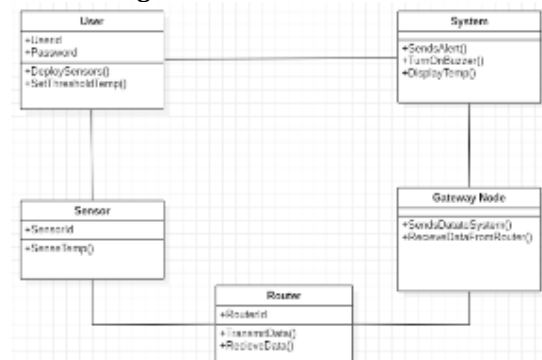 User
+Userid
+Password
+DeploySensors()
+SetThresholdTemp()
System
+SendsAlert()
+TurnOnBuzzer()
+DisplayTemp()
Sensor
+SensorId
+SenseTemp()
Gateway Node
+SendsDatatoSystem()
+RecieveDataFromRouter()
Router
+RouterId
+TransmitData()
+RecieveData()